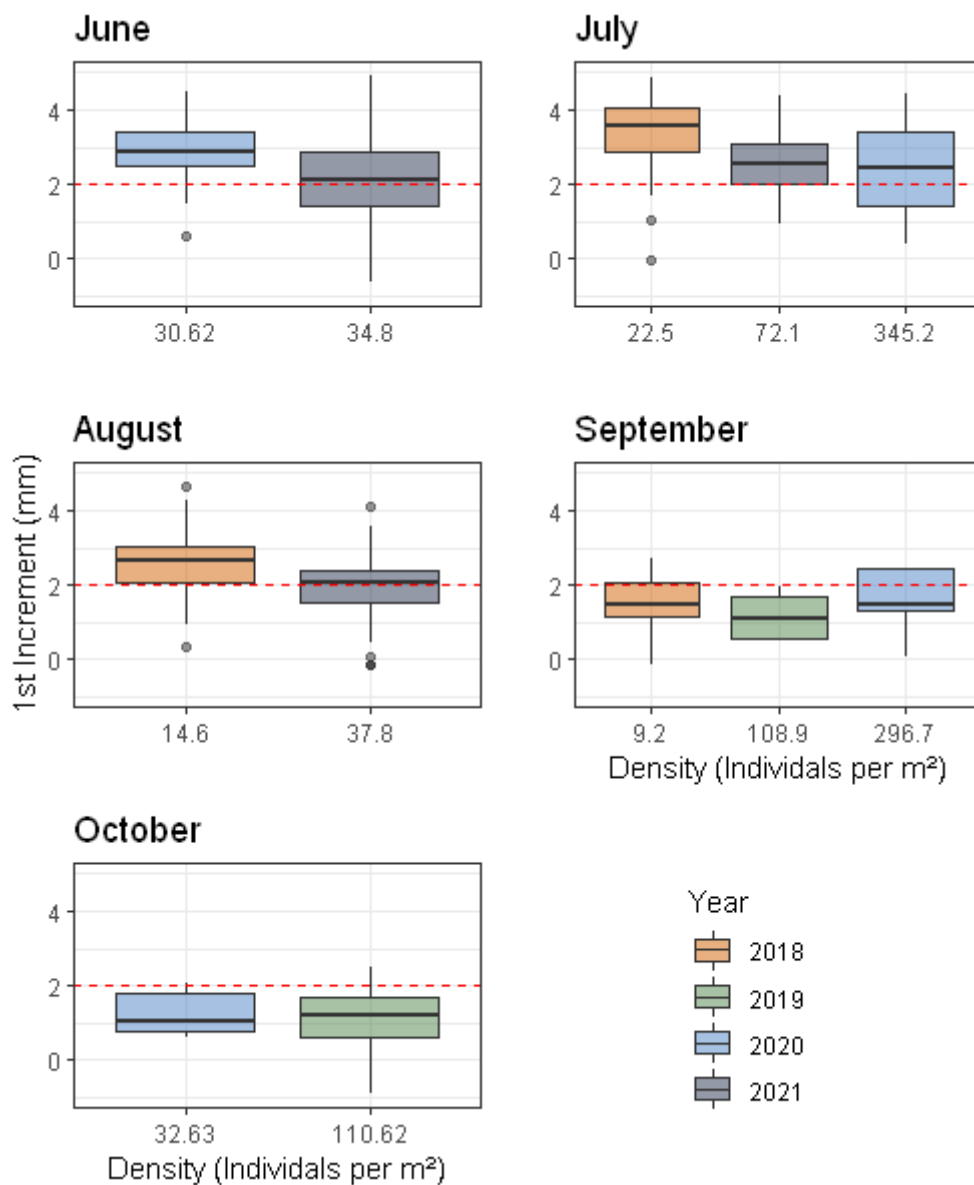 June
4
2
0
30.62 34.8
July
4
2
0
22.5 72.1 345.2
1st Increment (mm)
August
4
2
0
14.6 37.8
September
4
2
0
9.2 108.9 296.7
Density (Individals per m²)
October
4
2
0
32.63 110.62
Density (Individals per m²)
Year
2018
2019
2020
2021